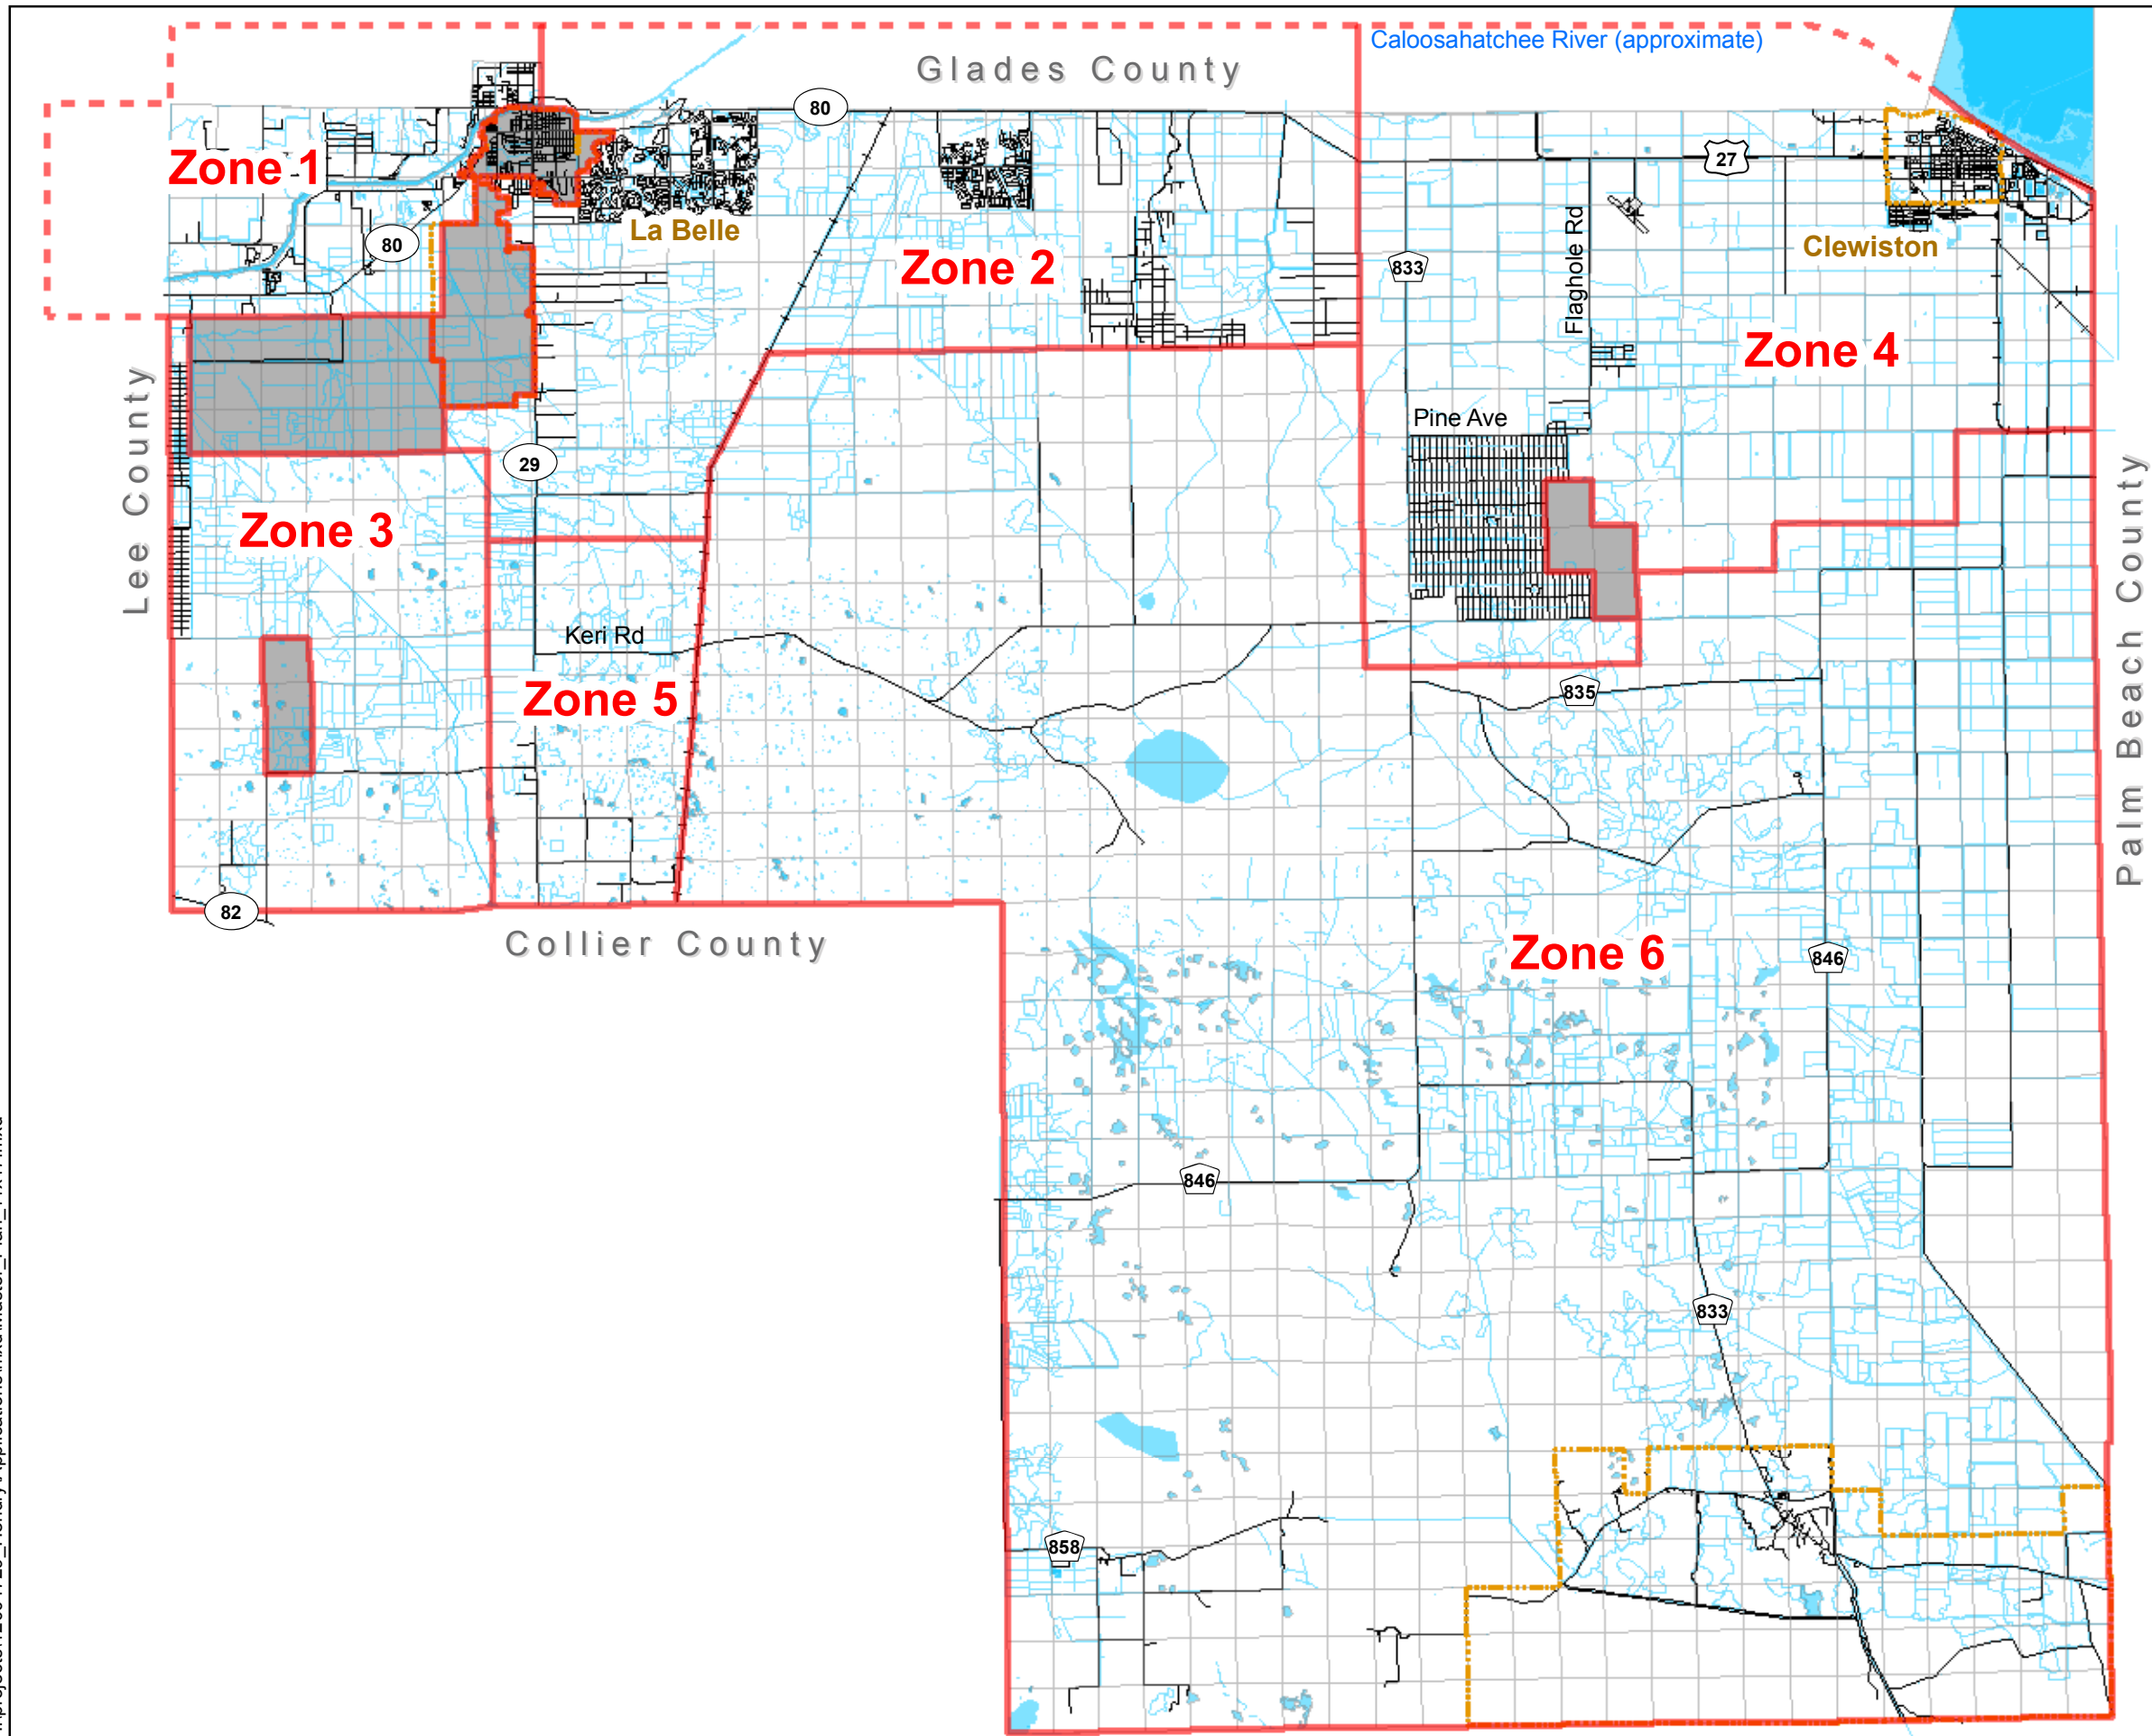 Caloosahatchee River (approximate)
Glades County
80
Zone 1
27
La Belle
80
Clewiston
Zone 2
833
Flaghole Rd
Zone 4
Lee County
Pine Ave
29
Palm Beach County
Zone 3
Keri Rd
Zone 5
835
82
Collier County
Zone 6
846
846
833
858